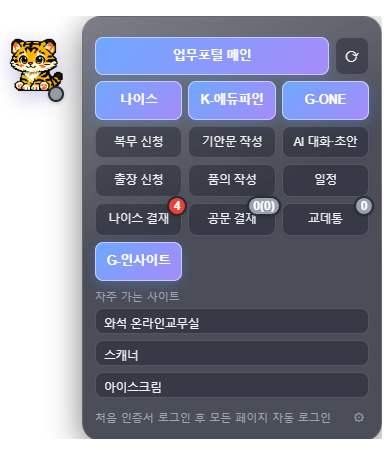 업무포털 메인
나이스 K-에듀파인 G-ONE
복무 신청 기안문 작성 AI 대화·초안
출장 신청 품의 작성 일정
나이스 결재 4 공문 결재 0(0) 교데통 0
G-인사이트
자주 가는 사이트
와석 온라인교무실
스캐너
아이스크림
처음 인증서 로그인 후 모든 페이지 자동 로그인